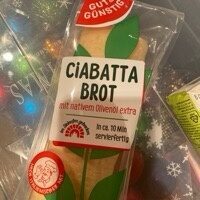 GUT &
GÜNSTIG
CIABATTA
BROT
mit nativem Olivenöl extra
in ca. 10 Min
servierfertig